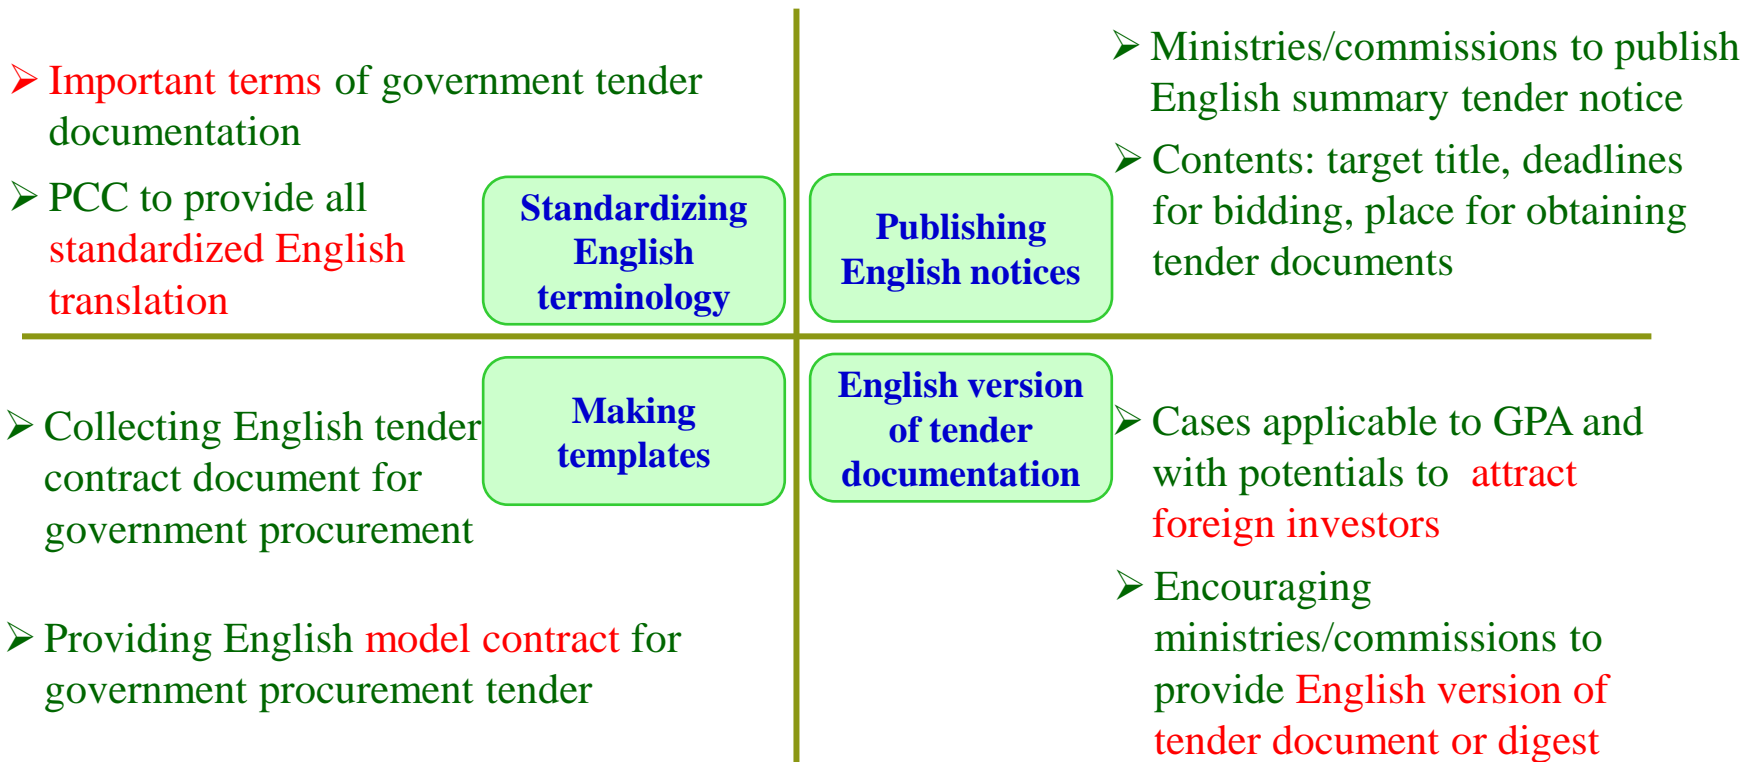 ➢ Important terms of government tender
documentation
➢ PCC to provide all
standardized English
translation
Standardizing
English
terminology
➢ Ministries/commissions to publish
English summary tender notice
➢ Contents: target title, deadlines
for bidding, place for obtaining
tender documents
Publishing
English notices
➢ Collecting English tender
contract document for
government procurement
➢ Providing English model contract for
government procurement tender
Making
templates
English version
of tender
documentation
➢ Cases applicable to GPA and
with potentials to attract
foreign investors
➢ Encouraging
ministries/commissions to
provide English version of
tender document or digest